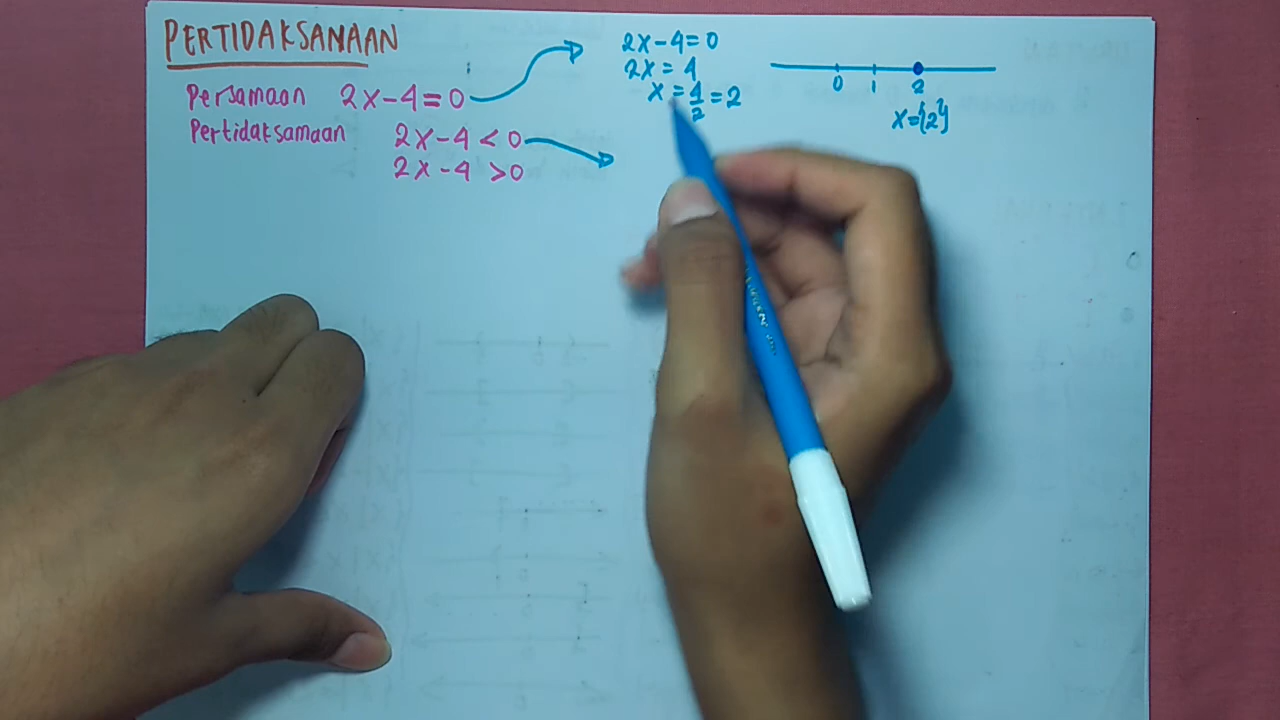 PERTIDAKSAMAAN
Persamaan 2x-4=0
Pertidaksamaan 2x-4<0
2x-4 >0
2x-4=0
2x=4
x=4/2=2
0 1 2
x={2}